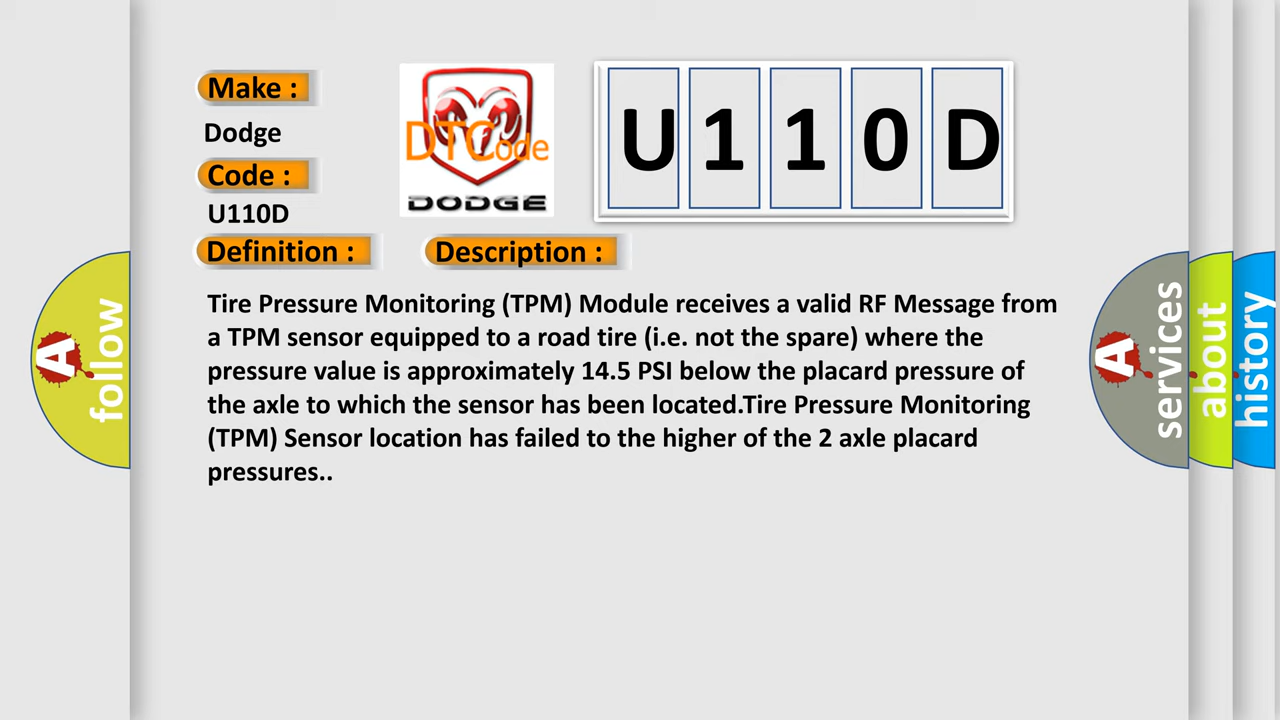 Make :
Dodge
Code :
U110D
DTCode
DODGE
U110D
Definition :
Description :
Tire Pressure Monitoring (TPM) Module receives a valid RF Message from
a TPM sensor equipped to a road tire (i.e. not the spare) where the
pressure value is approximately 14.5 PSI below the placard pressure of
the axle to which the sensor has been located.Tire Pressure Monitoring
(TPM) Sensor location has failed to the higher of the 2 axle placard
pressures..
A follow
A services
about
history